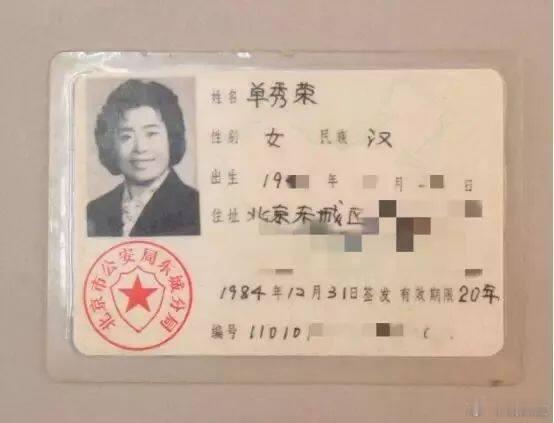 姓名 单秀荣
性别 女 民族 汉
出生 19 年 月 日
住址 北京东城区
1984年12月31日签发 有效期限20年
编号 11010
北京市公安局东城分局